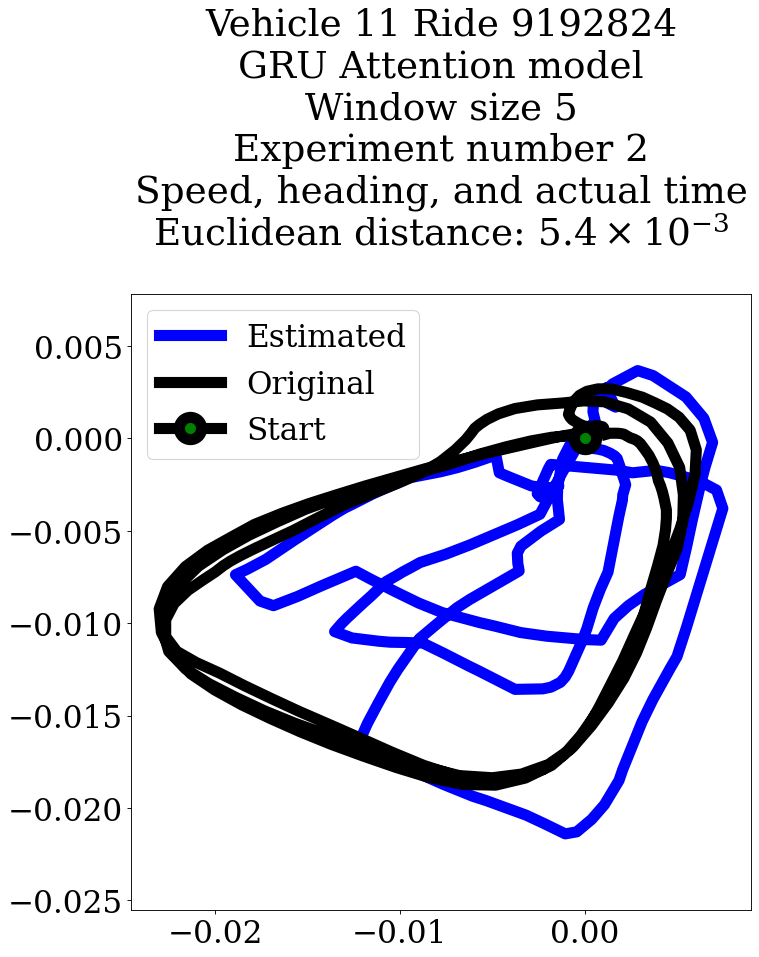 Vehicle 11 Ride 9192824
GRU Attention model
Window size 5
Experiment number 2
Speed, heading, and actual time
Euclidean distance: 5.4 × 10⁻³
Estimated
Original
Start
0.005
0.000
−0.005
−0.010
−0.015
−0.020
−0.025
−0.02
−0.01
0.00